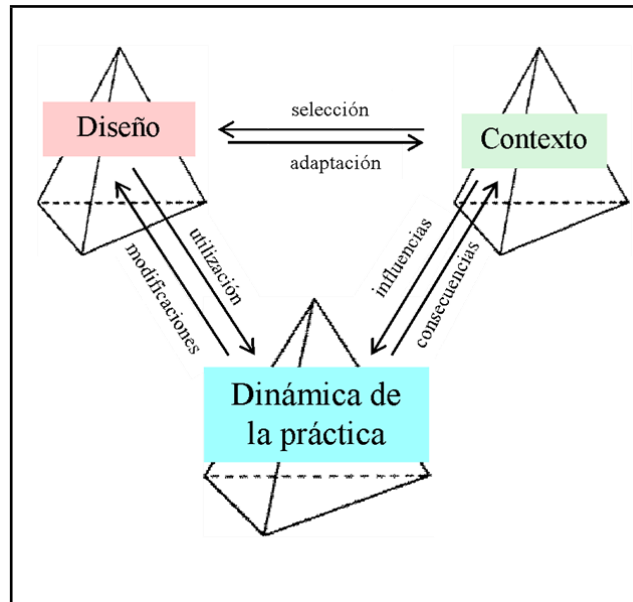 Diseño
selección
adaptación
Contexto
modificaciones
utilización
influencias
consecuencias
Dinámica de
la práctica